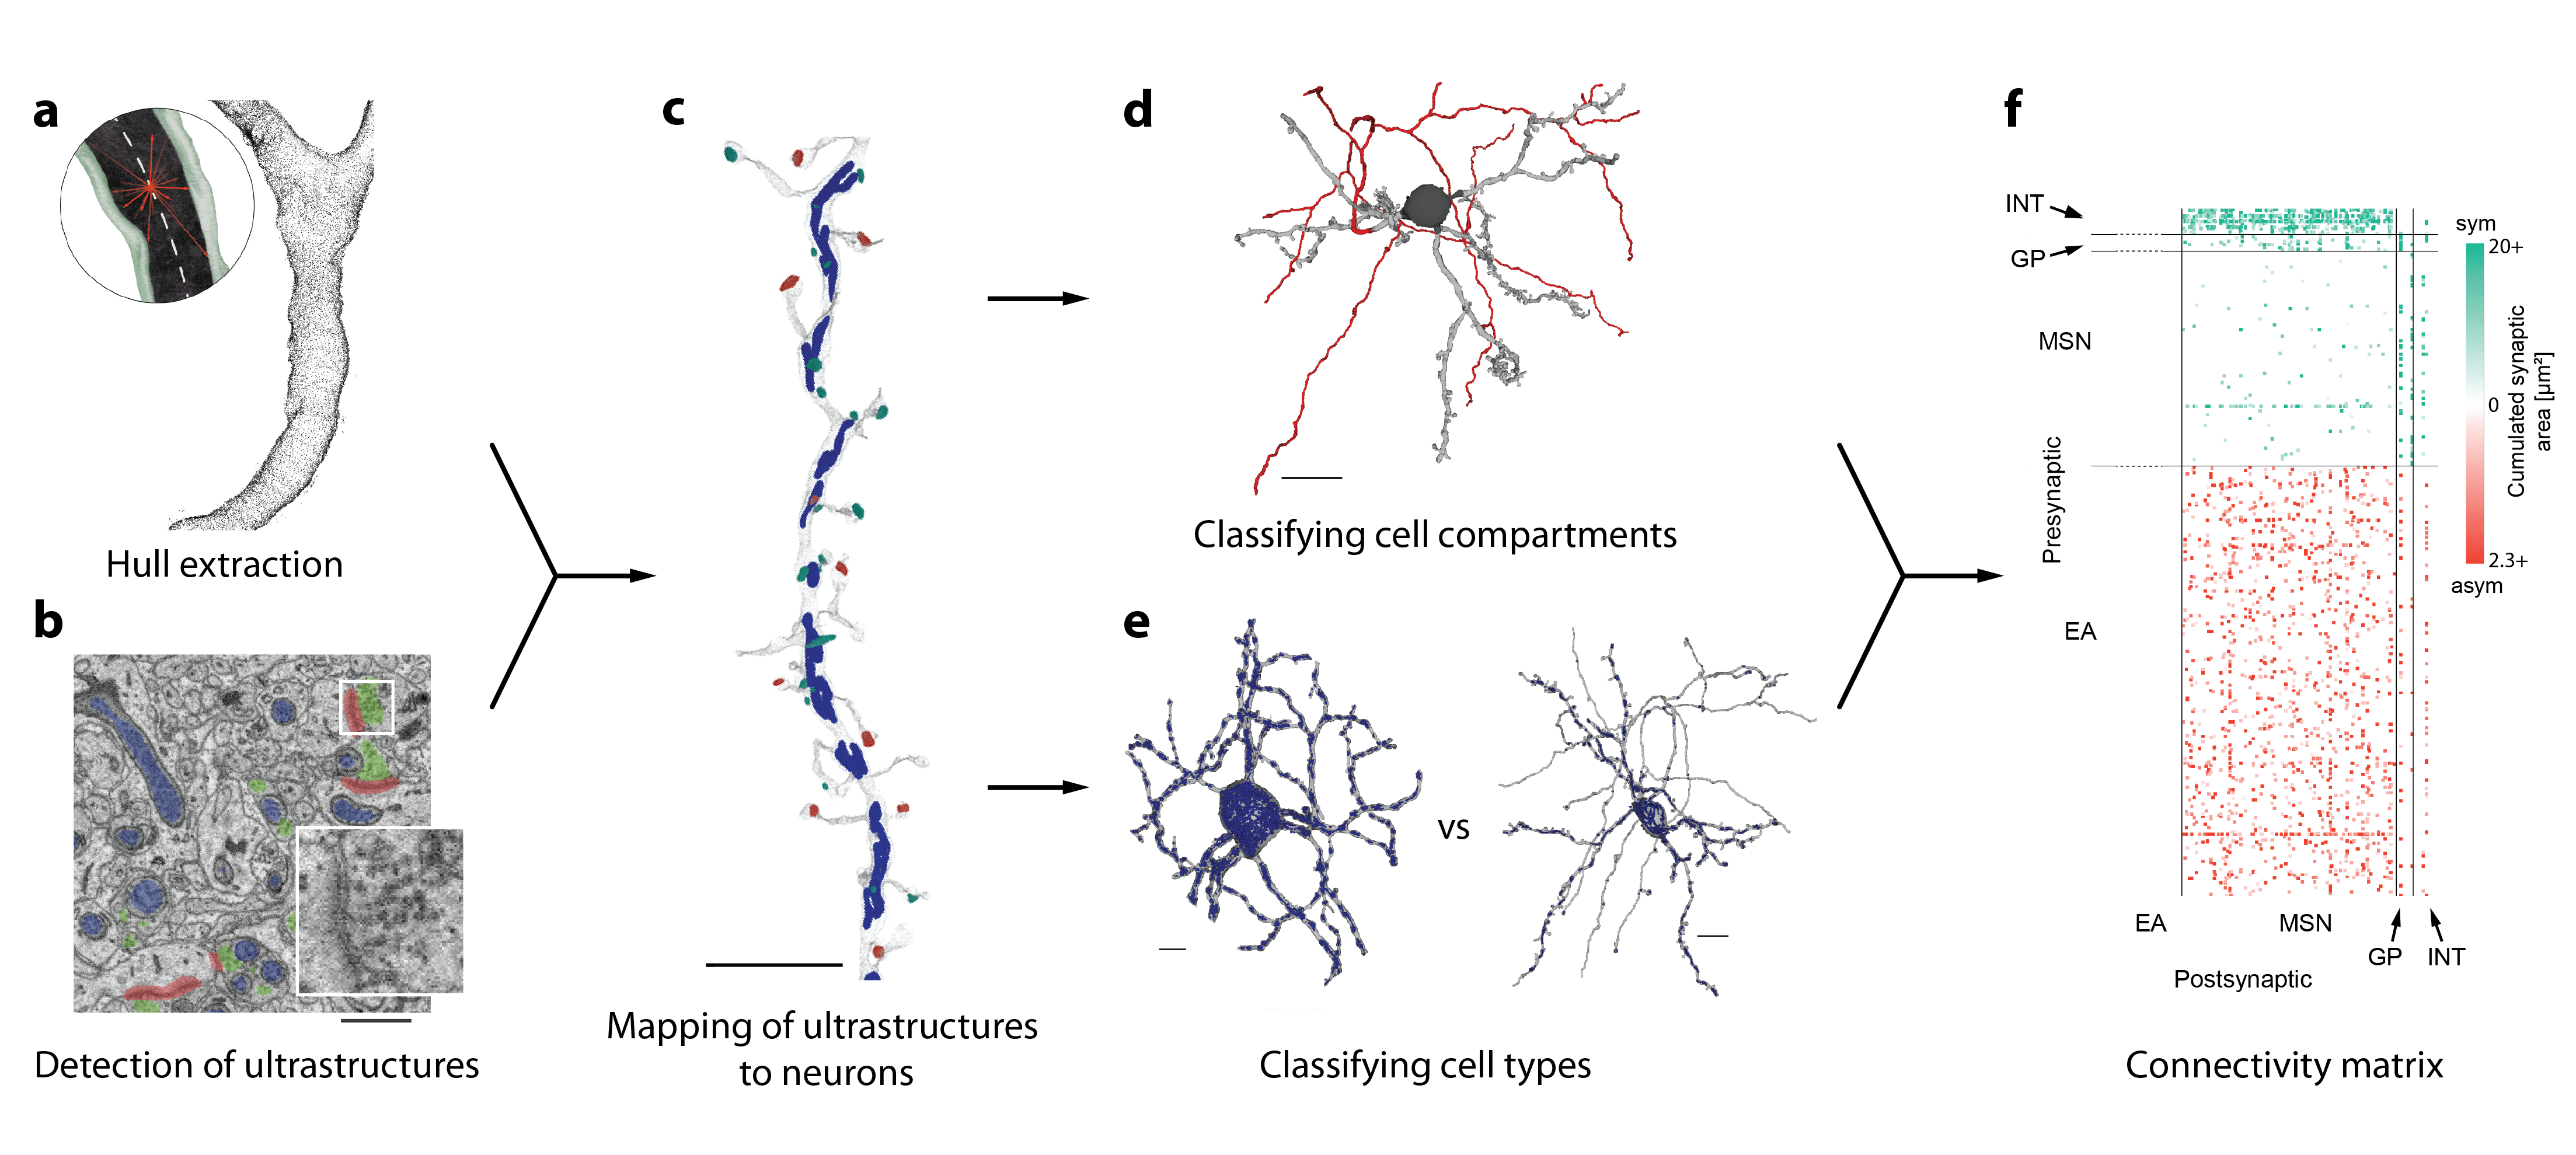 a
Hull extraction
b
Detection of ultrastructures
c
Mapping of ultrastructures
to neurons
d
Classifying cell compartments
e
vs
Classifying cell types
f
INT
GP
MSN
Presynaptic
EA
sym
20+
0
2.3+
asym
Cumulated synaptic
area [µm²]
EA
MSN
GP
INT
Postsynaptic
Connectivity matrix